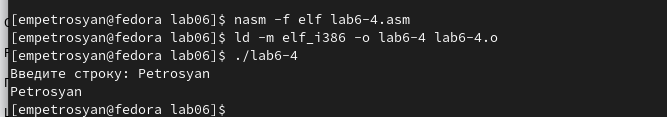 [empetrosyan@fedora lab06]$ nasm -f elf lab6-4.asm
[empetrosyan@fedora lab06]$ ld -m elf_i386 -o lab6-4 lab6-4.o
[empetrosyan@fedora lab06]$ ./lab6-4
Введите строку: Petrosyan
Petrosyan
[empetrosyan@fedora lab06]$